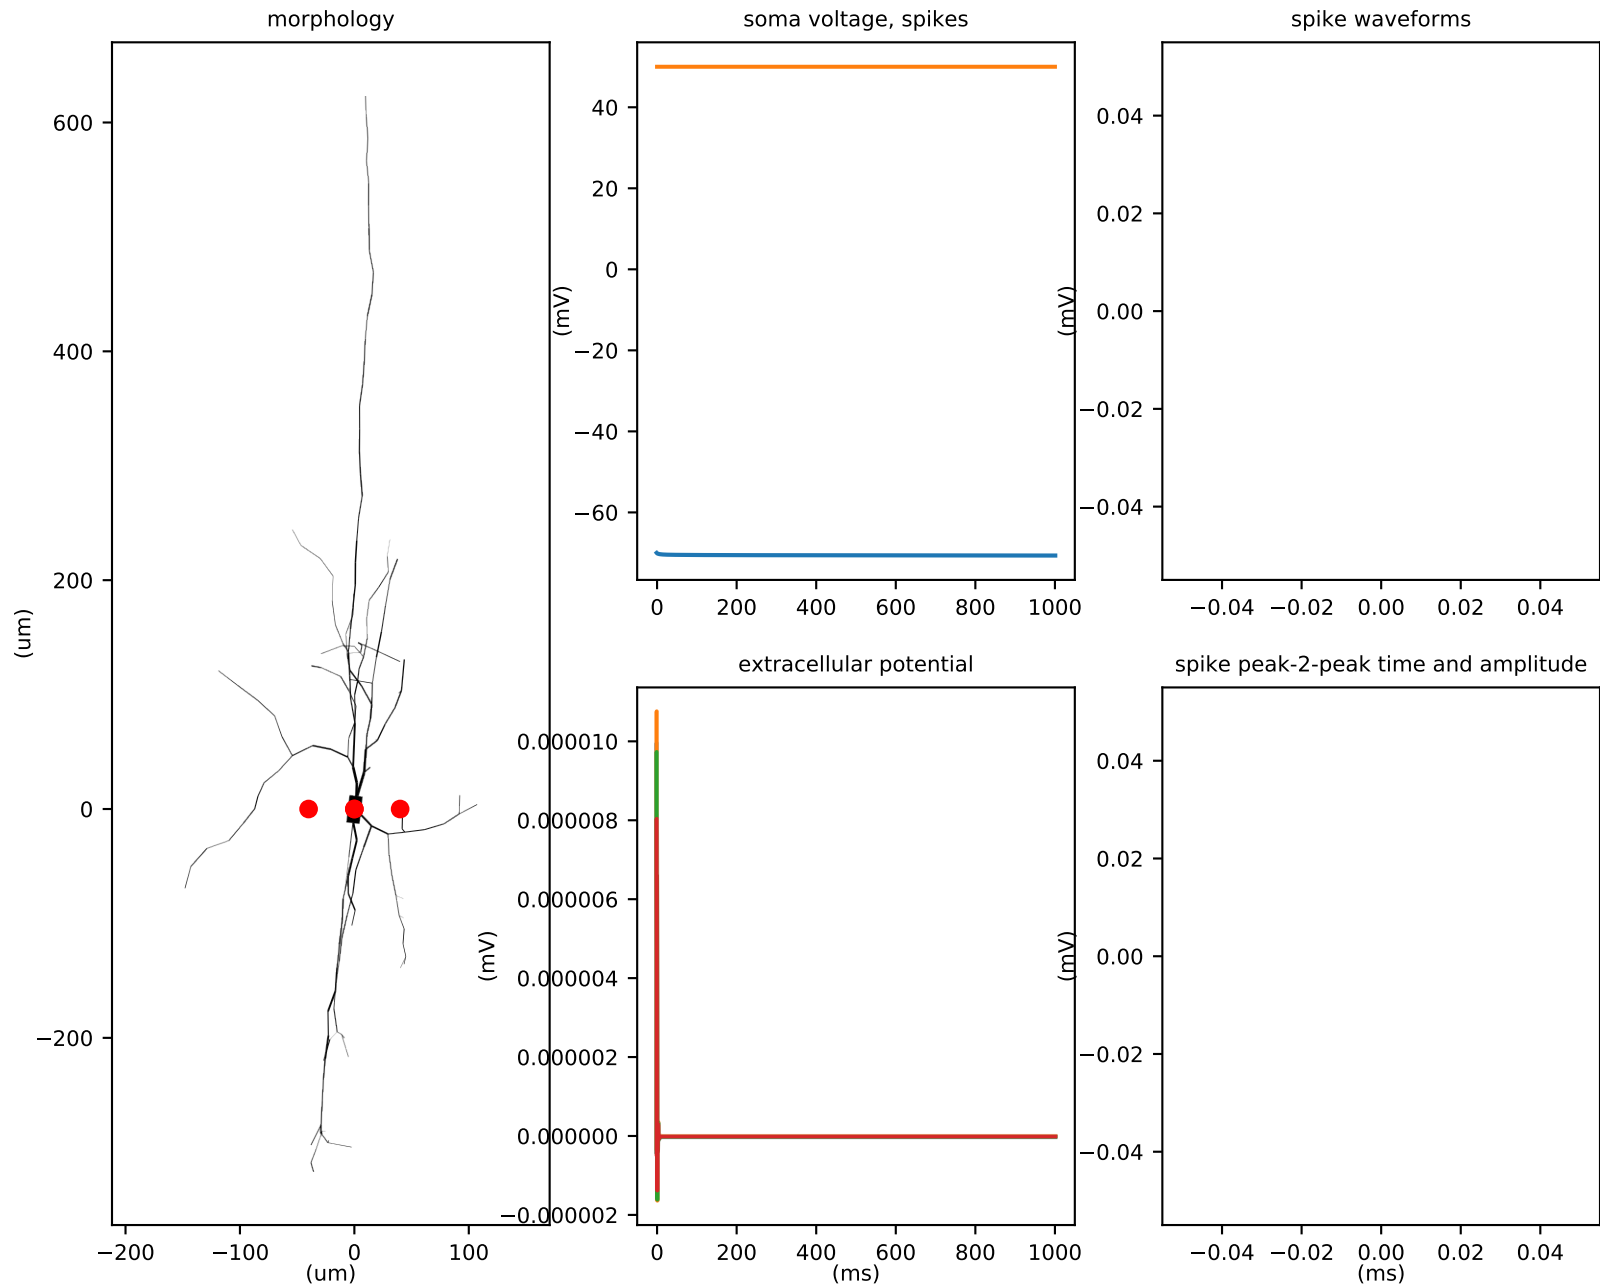 morphology
600
400
200
0
−200
(um)
−200 −100 0 100
(um)
soma voltage, spikes
40
20
0
−20
−40
−60
(mV)
0 200 400 600 800 1000
spike waveforms
0.04
0.02
0.00
−0.02
−0.04
(mV)
−0.04 −0.02 0.00 0.02 0.04
extracellular potential
0.000010
0.000008
0.000006
0.000004
0.000002
0.000000
−0.000002
(mV)
0 200 400 600 800 1000
(ms)
spike peak-2-peak time and amplitude
0.04
0.02
0.00
−0.02
−0.04
(mV)
−0.04 −0.02 0.00 0.02 0.04
(ms)